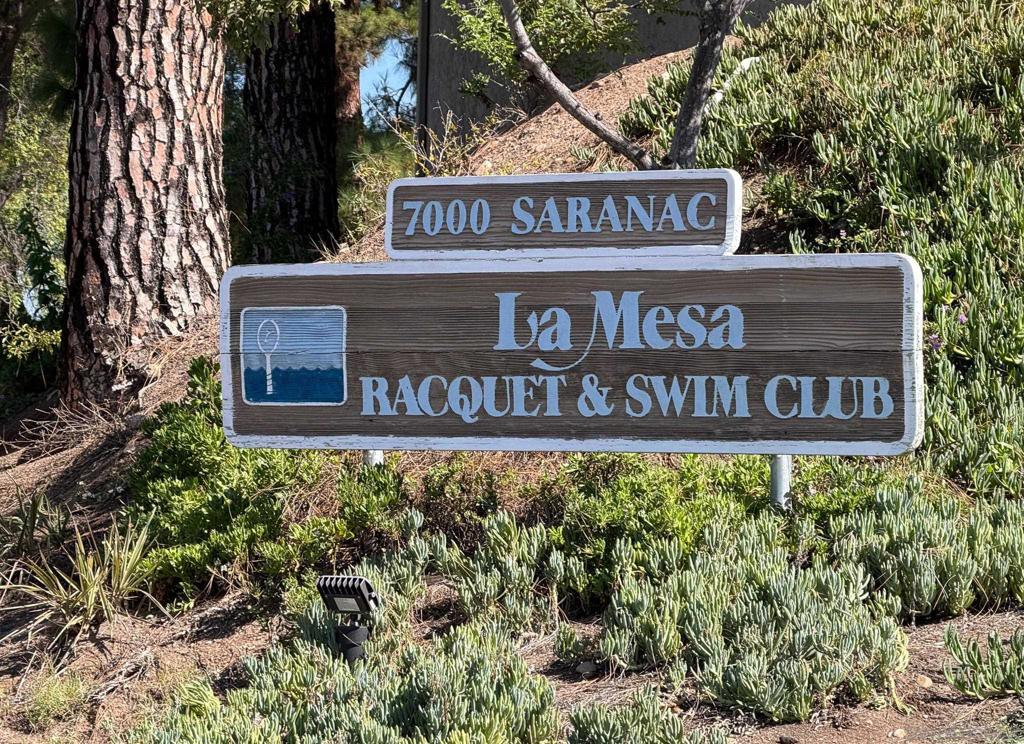 7000 SARANAC
La Mesa
RACQUET & SWIM CLUB